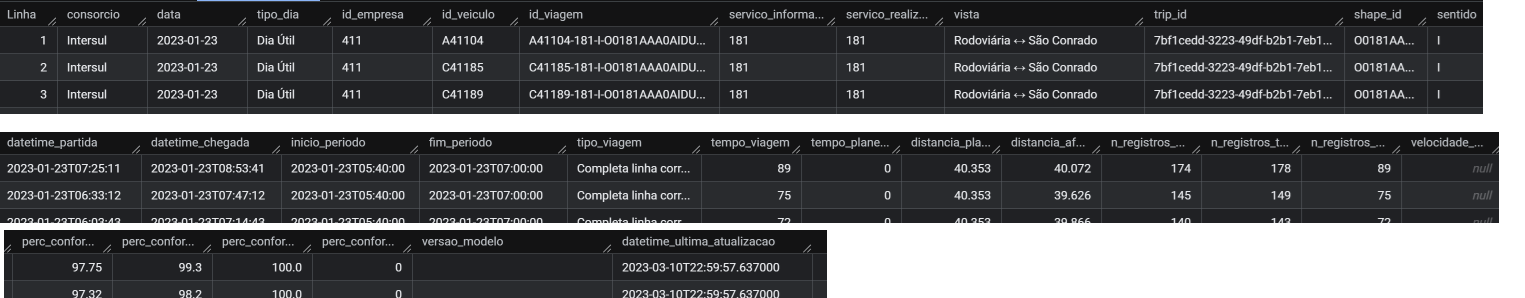 Linha consorcio data tipo_dia id_empresa id_veiculo id_viagem servico_informa... servico_realiz... vista trip_id shape_id sentido
1 Intersul 2023-01-23 Dia Útil 411 A41104 A41104-181-I-O0181AAA0AIDU... 181 181 Rodoviária ↔ São Conrado 7bf1cedd-3223-49df-b2b1-7eb1... O0181AA... I
2 Intersul 2023-01-23 Dia Útil 411 C41185 C41185-181-I-O0181AAA0AIDU... 181 181 Rodoviária ↔ São Conrado 7bf1cedd-3223-49df-b2b1-7eb1... O0181AA... I
3 Intersul 2023-01-23 Dia Útil 411 C41189 C41189-181-I-O0181AAA0AIDU... 181 181 Rodoviária ↔ São Conrado 7bf1cedd-3223-49df-b2b1-7eb1... O0181AA... I
datetime_partida datetime_chegada inicio_periodo fim_periodo tipo_viagem tempo_viagem tempo_plane... distancia_pla... distancia_af... n_registros_... n_registros_t... n_registros_... velocidade_...
2023-01-23T07:25:11 2023-01-23T08:53:41 2023-01-23T05:40:00 2023-01-23T07:00:00 Completa linha corr... 89 0 40.353 40.072 174 178 89 null
2023-01-23T06:33:12 2023-01-23T07:47:12 2023-01-23T05:40:00 2023-01-23T07:00:00 Completa linha corr... 75 0 40.353 39.626 145 149 75 null
2023-01-23T06:03:43 2023-01-23T07:14:43 2023-01-23T05:40:00 2023-01-23T07:00:00 Completa linha corr... 72 0 40.353 39.866 140 143 72 null
perc_confor... perc_confor... perc_confor... perc_confor... versao_modelo datetime_ultima_atualizacao
97.75 99.3 100.0 0 2023-03-10T22:59:57.637000
97.32 98.2 100.0 0 2023-03-10T22:59:57.637000